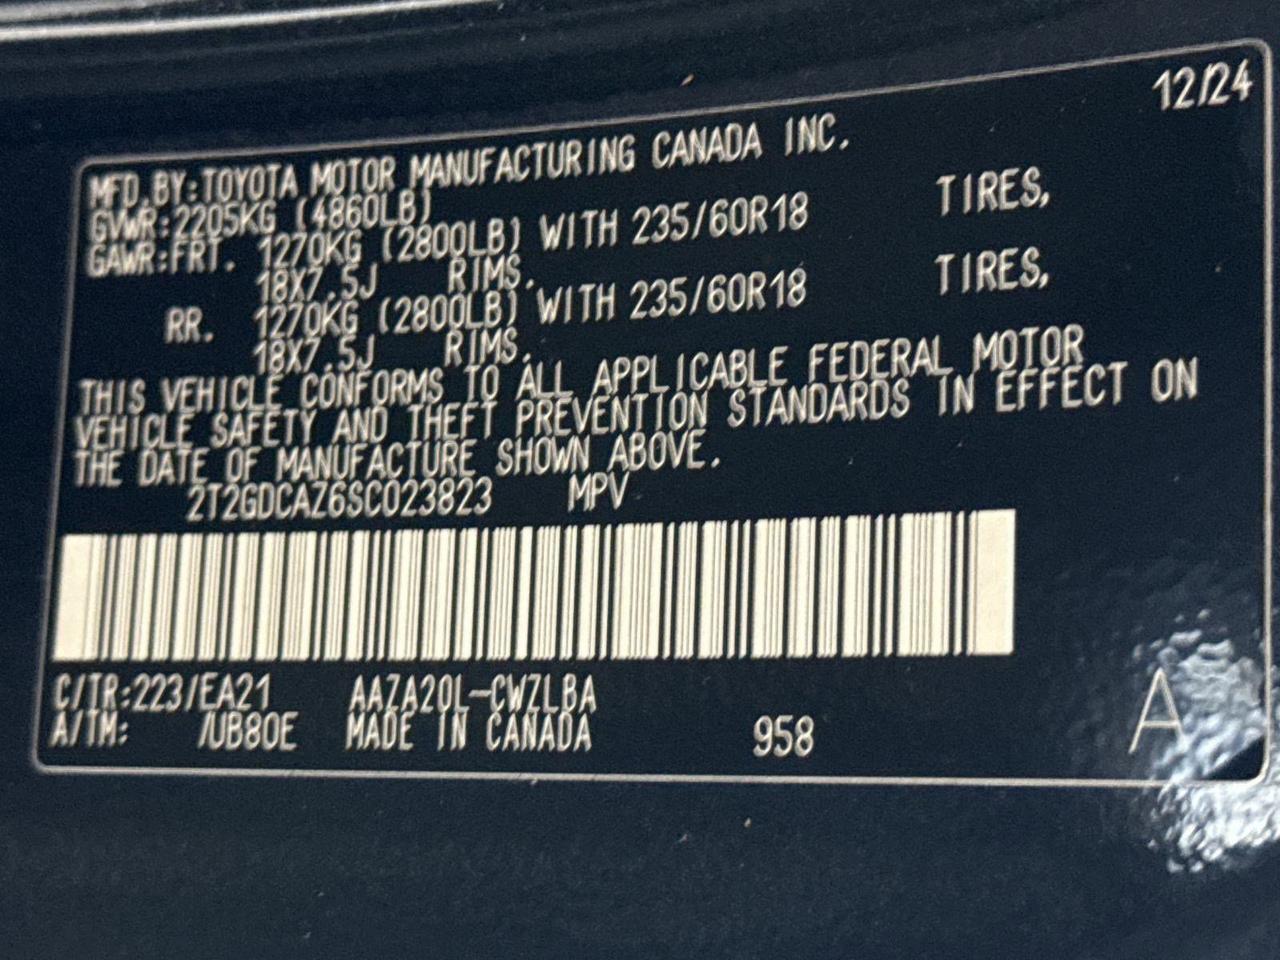 12/24
MFD.BY:TOYOTA MOTOR MANUFACTURING CANADA INC.
GVWR:2205KG (4860LB)
GAWR:FRT. 1270KG (2800LB) WITH 235/60R18 TIRES,
18X7.5J RIMS.
RR. 1270KG (2800LB) WITH 235/60R18 TIRES,
18X7.5J RIMS.
THIS VEHICLE CONFORMS TO ALL APPLICABLE FEDERAL MOTOR
VEHICLE SAFETY AND THEFT PREVENTION STANDARDS IN EFFECT ON
THE DATE OF MANUFACTURE SHOWN ABOVE.
2T2GDCAZ6SC023823 MPV
C/TR:223/EA21 AAZA20L-CWZLBA
A/TM: /UB80E MADE IN CANADA 958 A